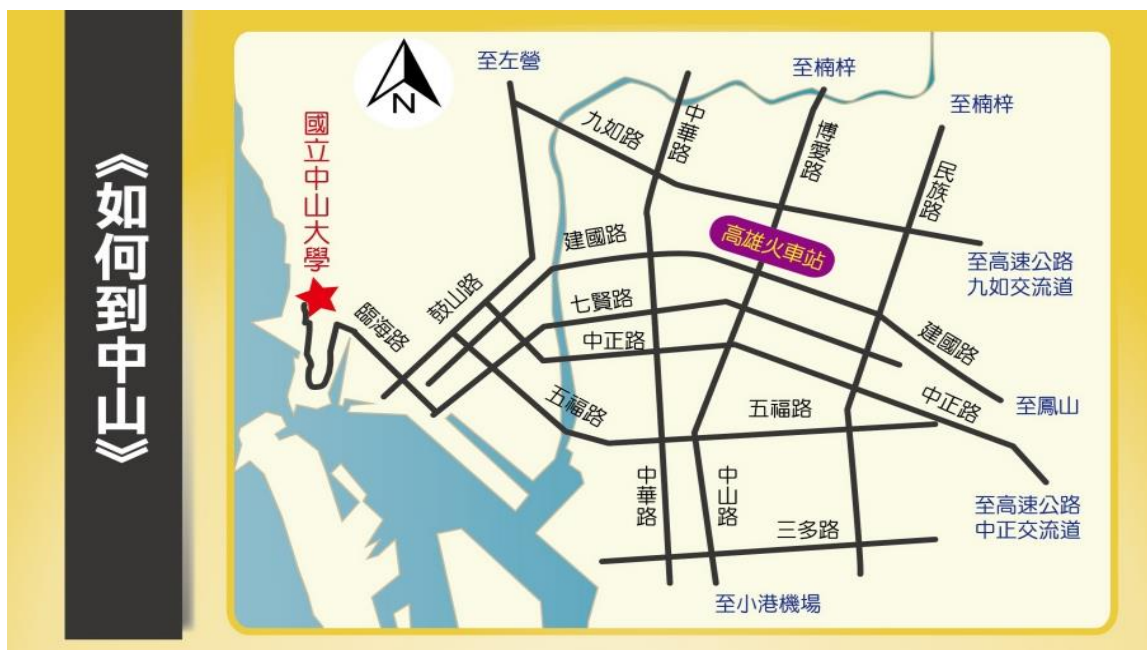 《如何到中山》
N
至左營
至楠梓
至楠梓
國立中山大學
九如路
中華路
博愛路
民族路
高雄火車站
至高速公路
九如交流道
建國路
鼓山路
臨海路
七賢路
中正路
建國路
五福路
五福路
中正路
至鳳山
中華路
中山路
三多路
至高速公路
中正交流道
至小港機場